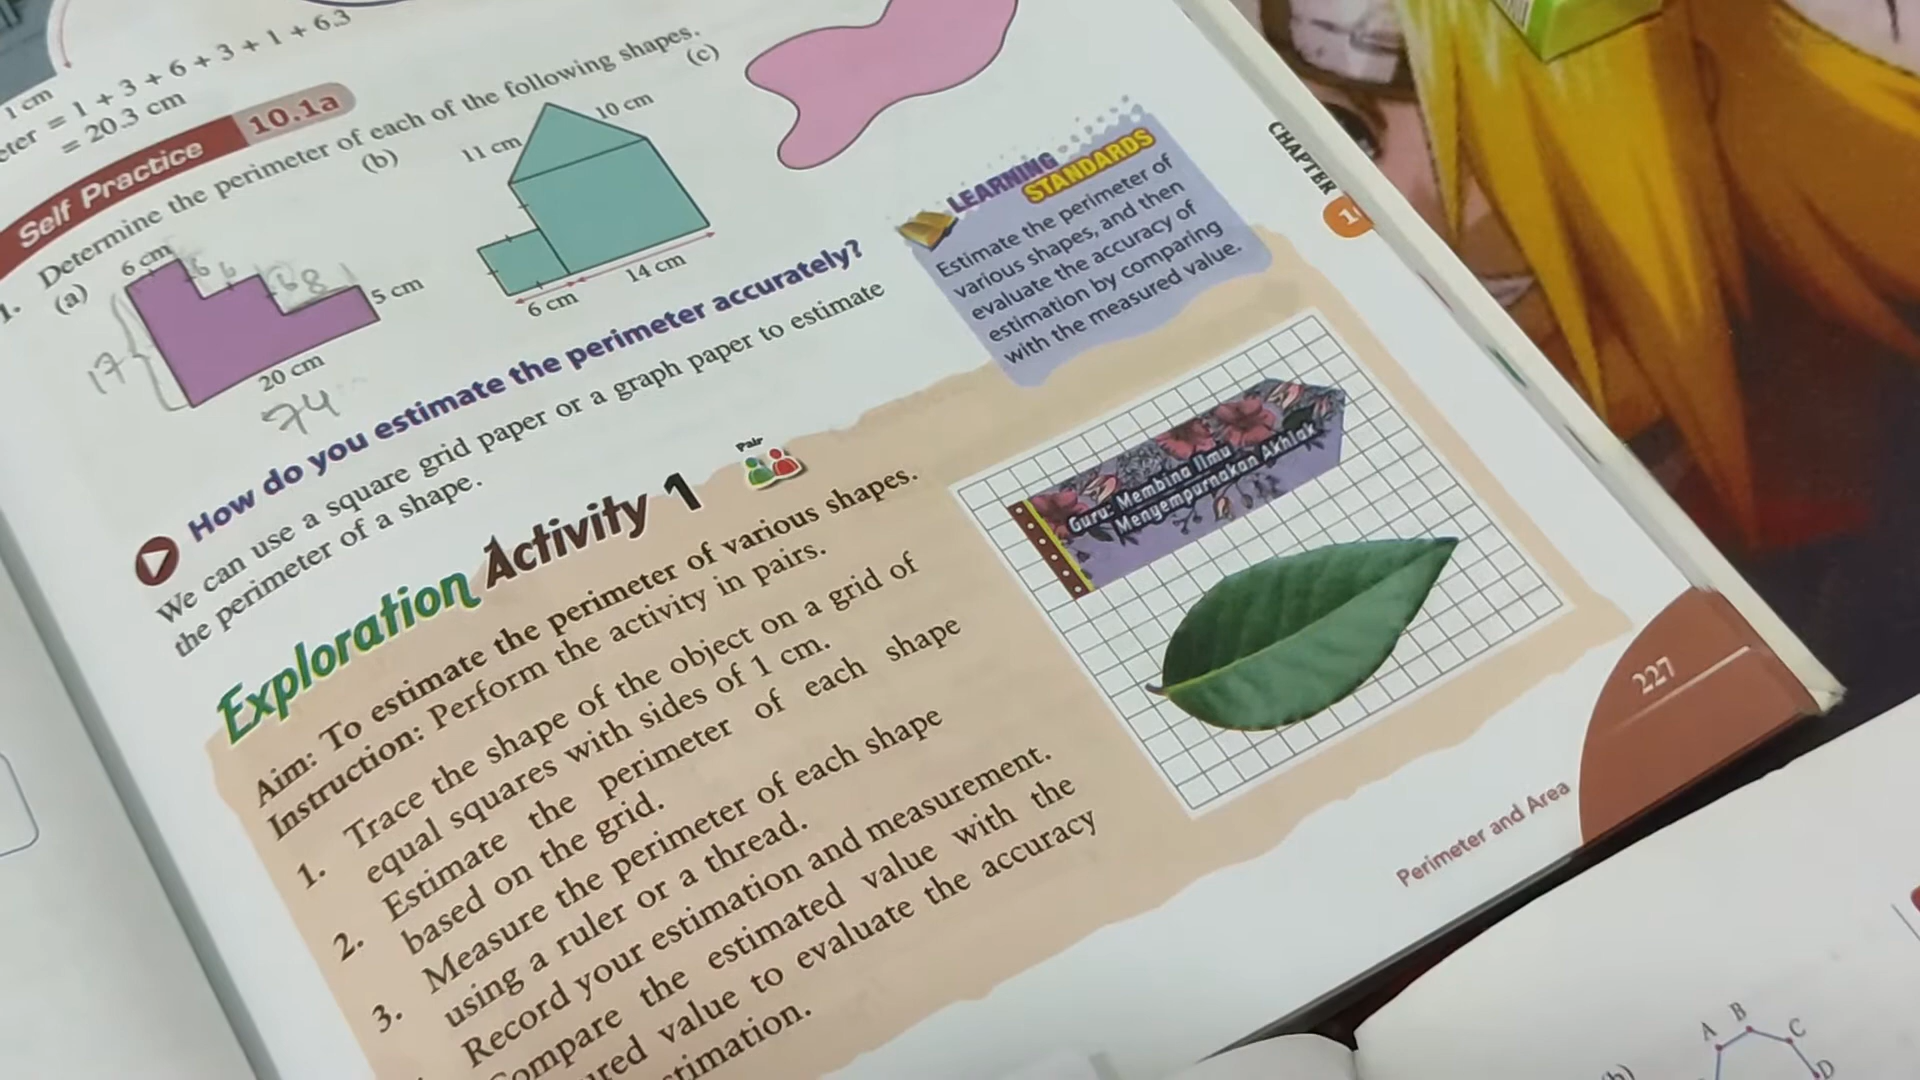 1 cm
= 1 + 3 + 6 + 3 + 1 + 6.3
= 20.3 cm
Self Practice 10.1a
1. Determine the perimeter of each of the following shapes.
(a)
6 cm
6
6
6
8
5 cm
17
20 cm
74
(b)
11 cm
10 cm
6 cm
14 cm
(c)
How do you estimate the perimeter accurately?
We can use a square grid paper or a graph paper to estimate
the perimeter of a shape.
LEARNING
STANDARDS
Estimate the perimeter of
various shapes, and then
evaluate the accuracy of
estimation by comparing
with the measured value.
CHAPTER
Exploration Activity 1
Pair
Aim: To estimate the perimeter of various shapes.
Instruction: Perform the activity in pairs.
1. Trace the shape of the object on a grid of
equal squares with sides of 1 cm.
2. Estimate the perimeter of each shape
based on the grid.
3. Measure the perimeter of each shape
using a ruler or a thread.
Record your estimation and measurement.
the estimated value with the
value to evaluate the accuracy
Guru: Membina Ilmu
Menyempurnakan Akhlak
227
Perimeter and Area
A
B
C
D